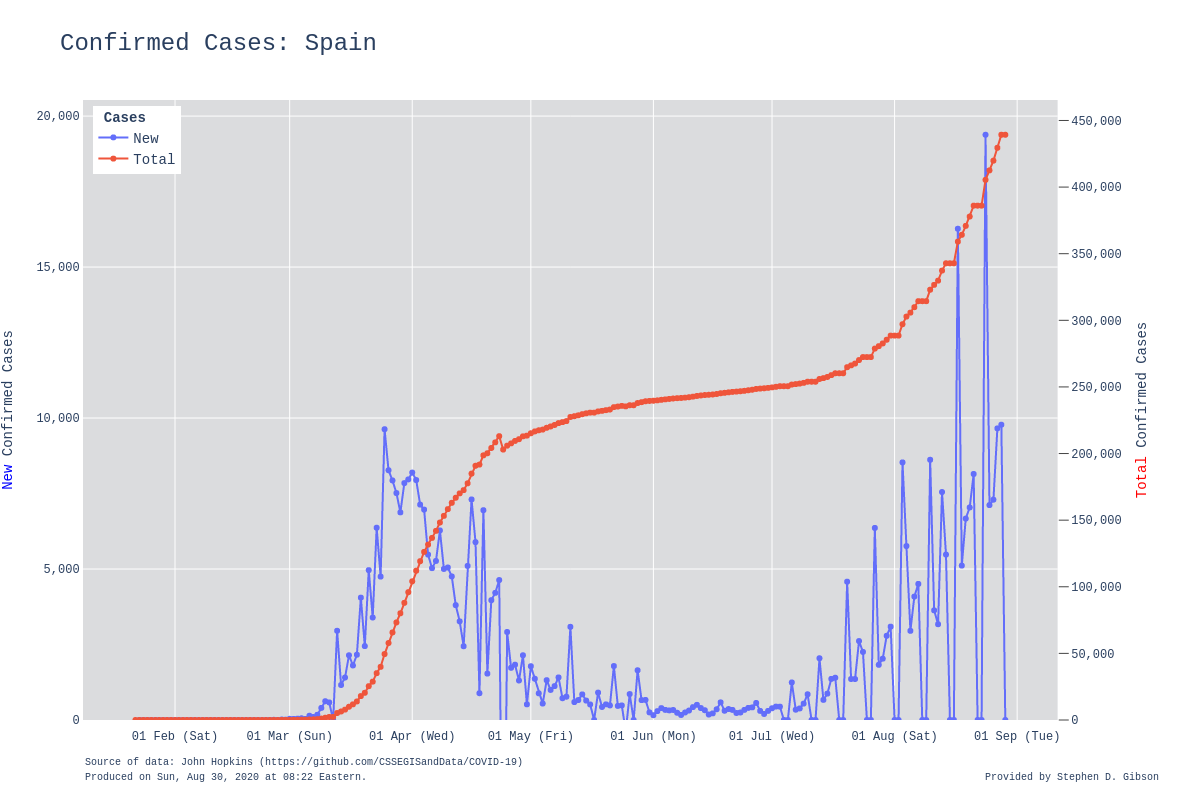 Confirmed Cases: Spain
Cases
New
Total
20,000
15,000
10,000
5,000
0
450,000
400,000
350,000
300,000
250,000
200,000
150,000
100,000
50,000
0
New Confirmed Cases
Total Confirmed Cases
01 Feb (Sat) 01 Mar (Sun) 01 Apr (Wed) 01 May (Fri) 01 Jun (Mon) 01 Jul (Wed) 01 Aug (Sat) 01 Sep (Tue)
Source of data: John Hopkins (https://github.com/CSSEGISandData/COVID-19)
Produced on Sun, Aug 30, 2020 at 08:22 Eastern.
Provided by Stephen D. Gibson